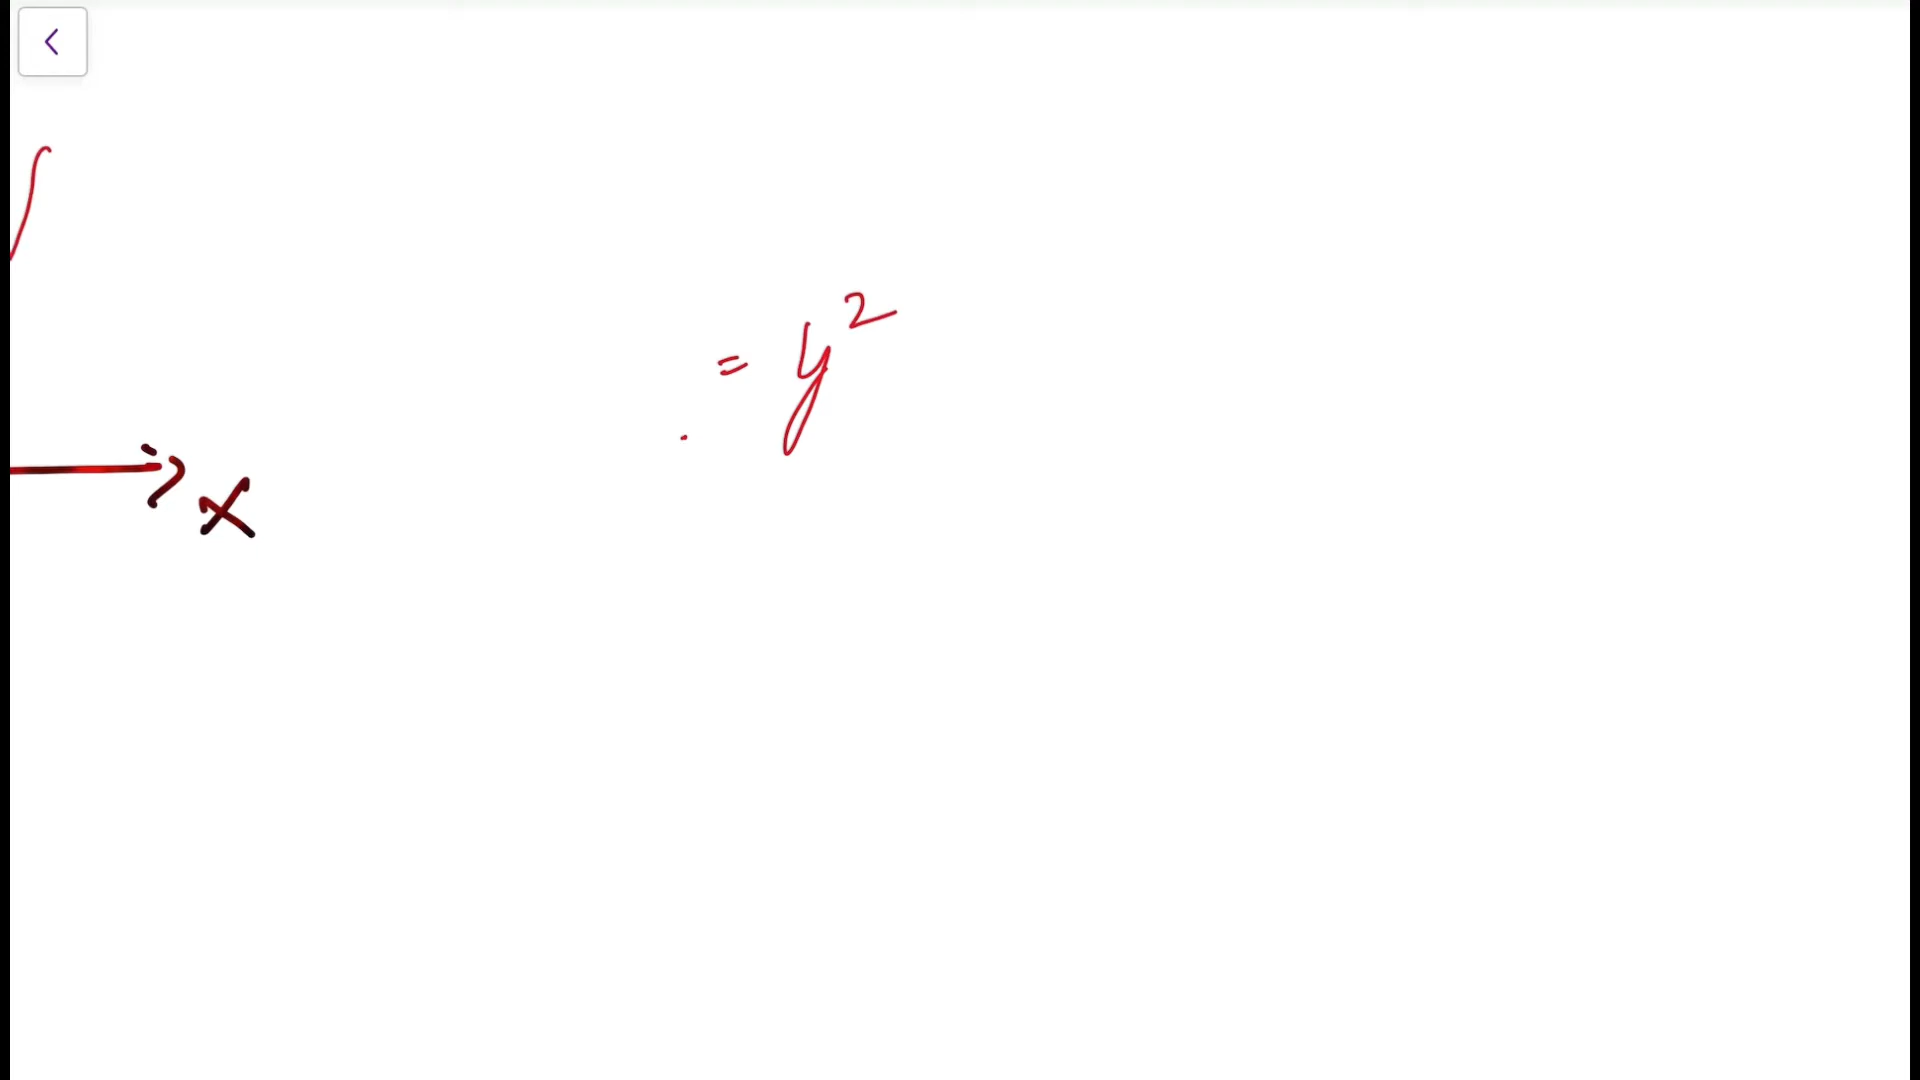 = y²
x